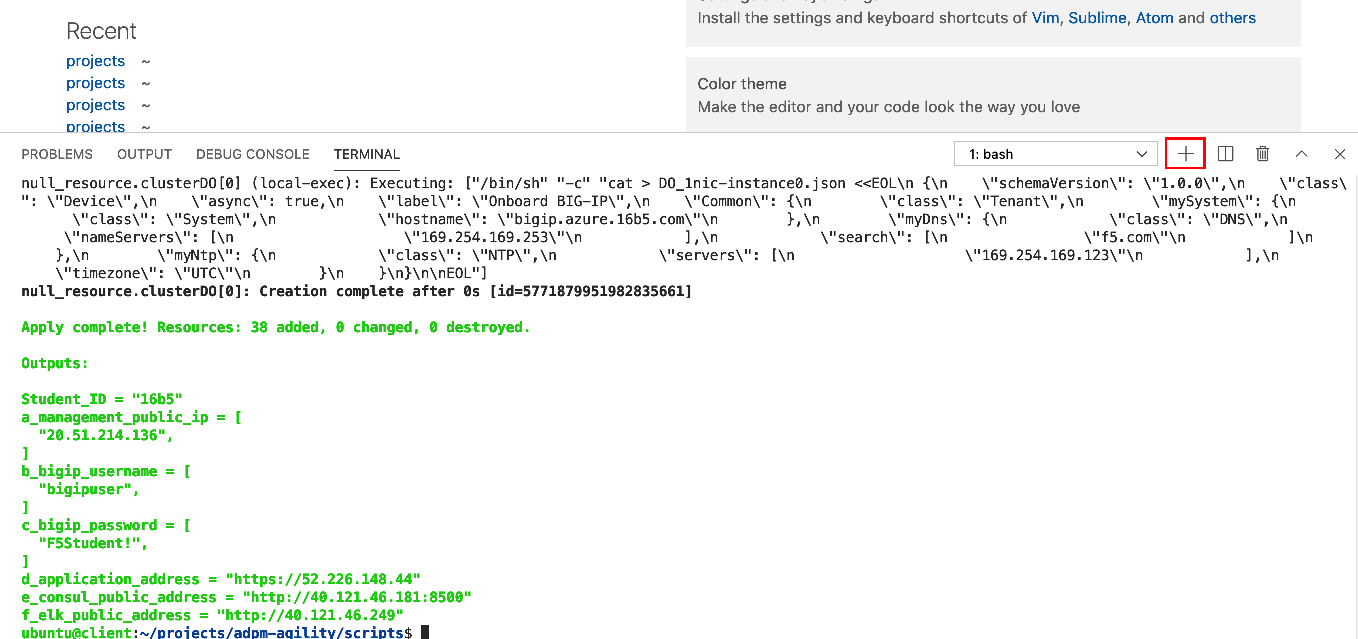 Recent
projects ~
projects ~
projects ~
projects ~
Install the settings and keyboard shortcuts of Vim, Sublime, Atom and others
Color theme
Make the editor and your code look the way you love
PROBLEMS OUTPUT DEBUG CONSOLE TERMINAL 1: bash
null_resource.clusterDO[0] (local-exec): Executing: ["/bin/sh" "-c" "cat > DO_1nic-instance0.json <<EOL\n {\n    \"schemaVersion\": \"1.0.0\",\n    \"class\
": \"Device\",\n    \"async\": true,\n    \"label\": \"Onboard BIG-IP\",\n    \"Common\": {\n        \"class\": \"Tenant\",\n        \"mySystem\": {\n
      \"class\": \"System\",\n            \"hostname\": \"bigip.azure.16b5.com\"\n        },\n        \"myDns\": {\n            \"class\": \"DNS\",\n
     \"nameServers\": [\n                    \"169.254.169.253\"\n            ],\n            \"search\": [\n                \"f5.com\"\n            ]\n
    },\n        \"myNtp\": {\n            \"class\": \"NTP\",\n            \"servers\": [\n                    \"169.254.169.123\"\n            ],\n
    \"timezone\": \"UTC\"\n        }\n    }\n}\n\nEOL"]
null_resource.clusterDO[0]: Creation complete after 0s [id=5771879951982835661]
Apply complete! Resources: 38 added, 0 changed, 0 destroyed.
Outputs:
Student_ID = "16b5"
a_management_public_ip = [
  "20.51.214.136",
]
b_bigip_username = [
  "bigipuser",
]
c_bigip_password = [
  "F5Student!",
]
d_application_address = "https://52.226.148.44"
e_consul_public_address = "http://40.121.46.181:8500"
f_elk_public_address = "http://40.121.46.249"
ubuntu@client:~/projects/adpm-agility/scripts$